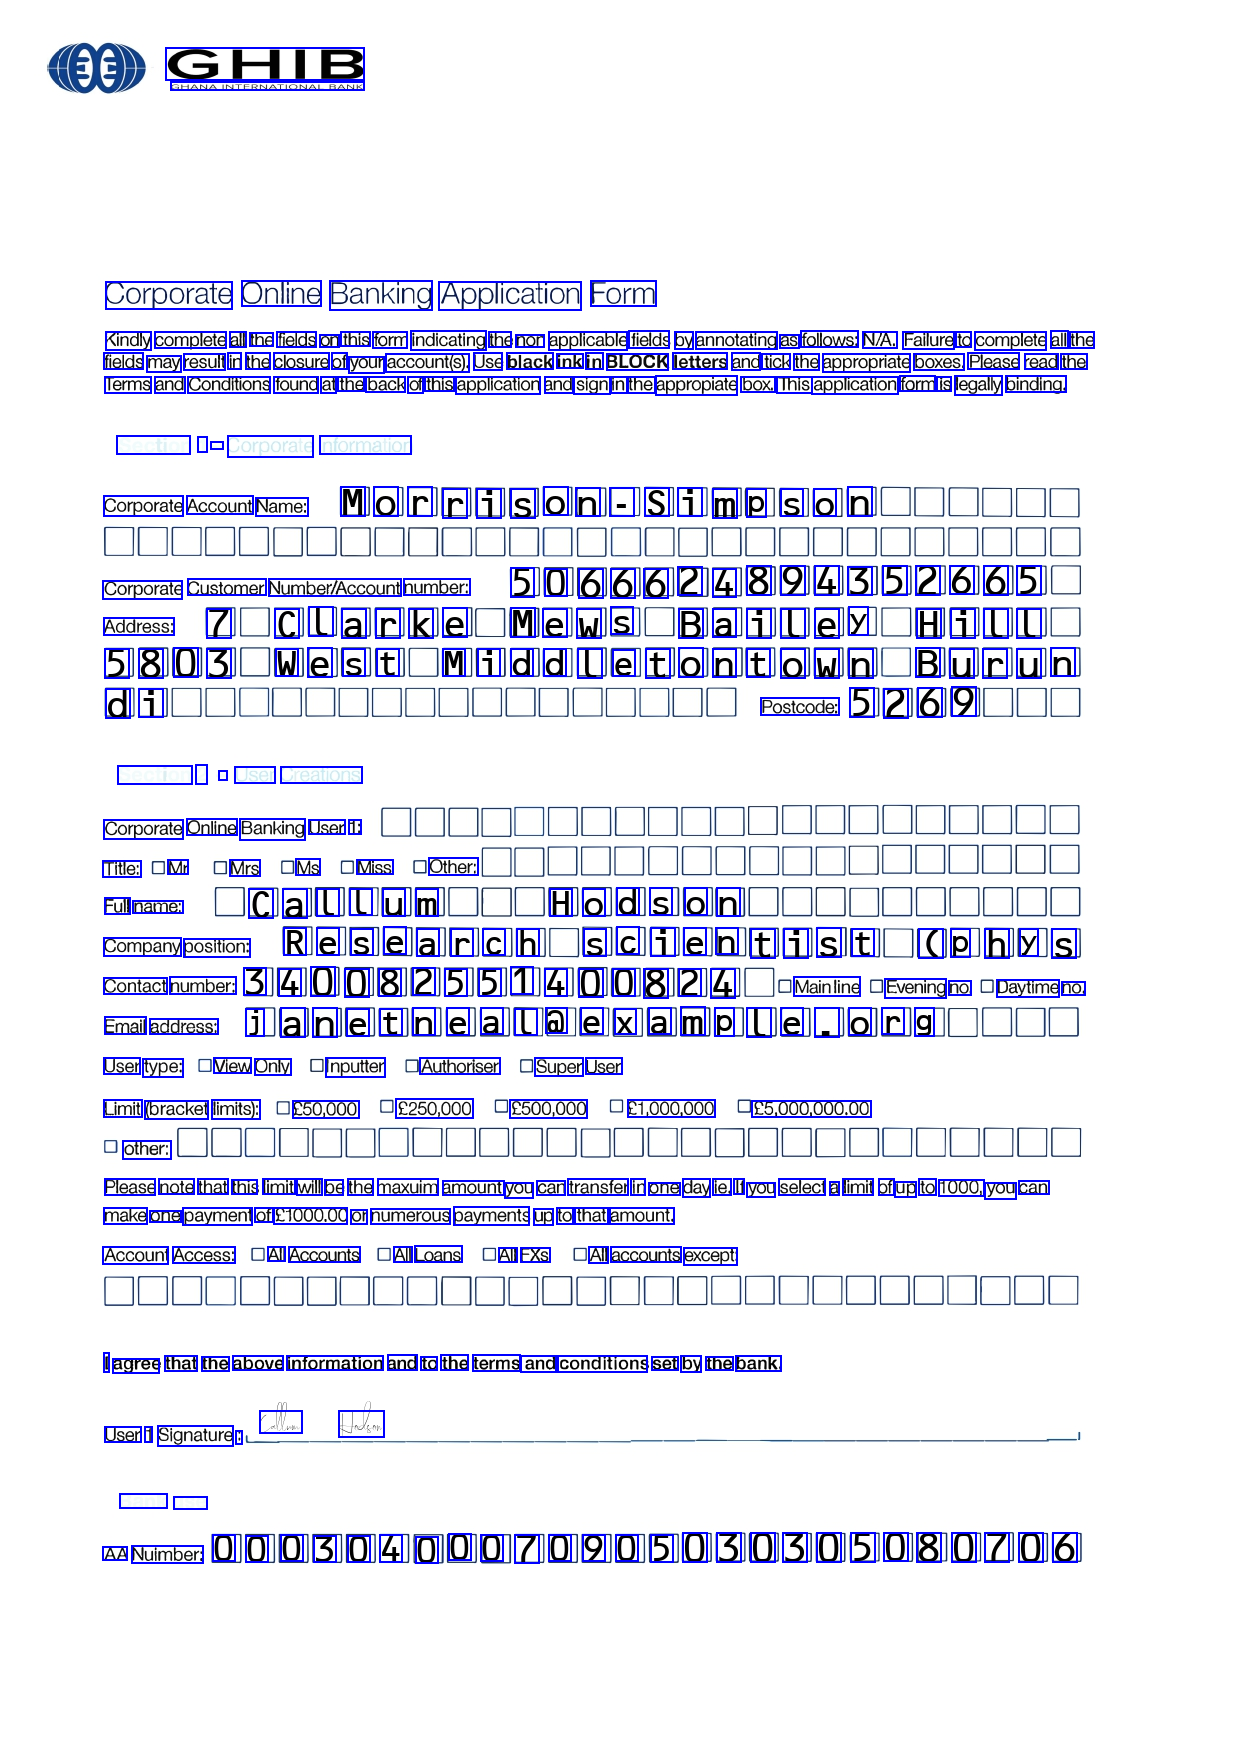 GHIB
GHANA INTERNATIONAL BANK
Corporate Online Banking Application Form
Kindly complete all the fields on this form indicating the non applicable fields by annotating as follows: N/A. Failure to complete all the
fields may result in the closure of your account(s). Use black ink in BLOCK letters and tick the appropriate boxes. Please read the
Terms and Conditions found at the back of this application and sign in the appropiate box. This application form is legally binding.
Section - Corporate Information
Corporate Account Name: Morrison-Simpson
Corporate Customer Number/Account number: 5066624894352665
Address: 7 Clarke Mews Bailey Hill
5803 West Middletontown Burun
di Postcode: 5269
Section - User Creations
Corporate Online Banking User 1:
Title: Mr Mrs Ms Miss Other:
Full name: Callum Hodson
Company position: Research scientist (phys
Contact number: 340082551400824 Main line Evening no. Daytime no.
Email address: janetneal@example.org
User type: View Only Inputter Authoriser Super User
Limit (bracket limits): £50,000 £250,000 £500,000 £1,000,000 £5,000,000.00
other:
Please note that this limit will be the maxuim amount you can transfer in one day ie. If you select a limit of up to 1000, you can
make one payment of £1000.00 or numerous payments up to that amount.
Account Access: All Accounts All Loans All FXs All accounts except
I agree that the above information and to the terms and conditions set by the bank.
User 1 Signature : Callum Hodson
AA Nuimber: 00030400070905030305080706